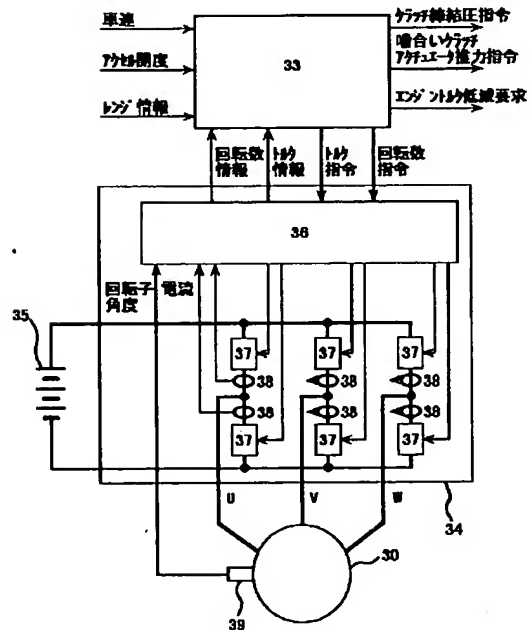 車速
アクセル開度
レンジ情報
33
クラッチ締結圧指令
噛合いクラッチ
アクチュエータ推力指令
エンジントルク低減要求
回転数
情報
トルク
情報
トルク
指令
回転数
指令
36
回転子
角度
電流
35
37
38
38
37
37
38
38
37
37
38
38
37
U
V
W
34
30
39